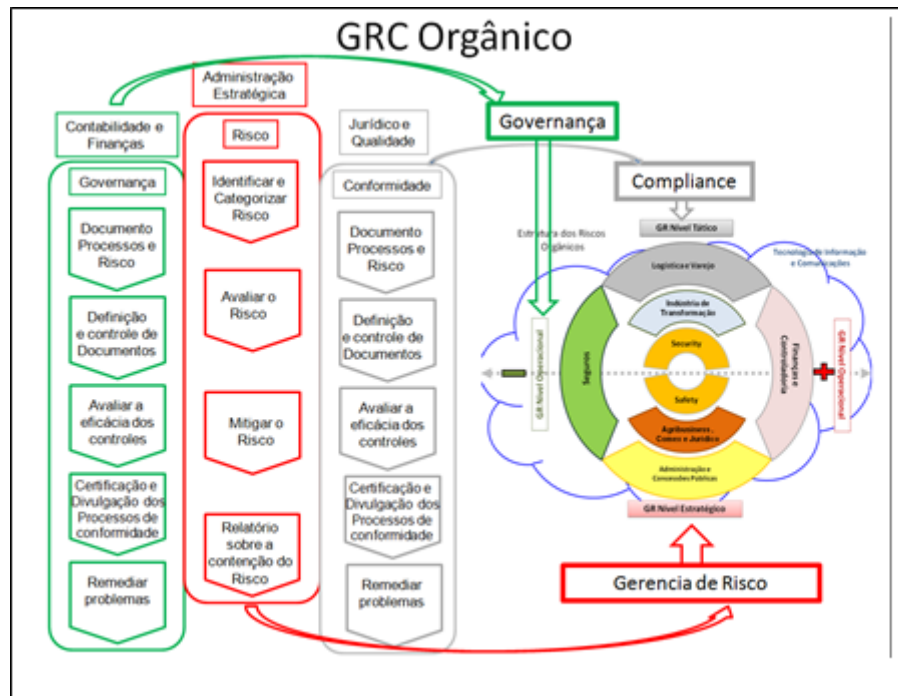 GRC Orgânico
Administração
Estratégica
Contabilidade e
Finanças
Governança
Documento
Processos e
Risco
Definição
e controle de
Documentos
Avaliar a
eficácia dos
controles
Certificação e
Divulgação dos
Processos de
conformidade
Remediar
problemas
Risco
Identificar e
Categorizar
Risco
Avaliar o
Risco
Mitigar o
Risco
Relatório
sobre a
contenção do
Risco
Jurídico e
Qualidade
Conformidade
Documento
Processos e
Risco
Definição
e controle de
Documentos
Avaliar a
eficácia dos
controles
Certificação e
Divulgação dos
Processos de
conformidade
Remediar
problemas
Governança
Compliance
GR Nível Tático
Estrutura dos Riscos
Orgânicos
Tecnologia de Informação
e Comunicações
Logística e Varejo
Indústria de
Transformação
Security
Safety
Seguros
Finanças e
Controladoria
GR Nível Operacional
GR Nível Operacional
Agribusiness ,
Comex e Jurídico
Administração e
Concessões Públicas
GR Nível Estratégico
Gerencia de Risco